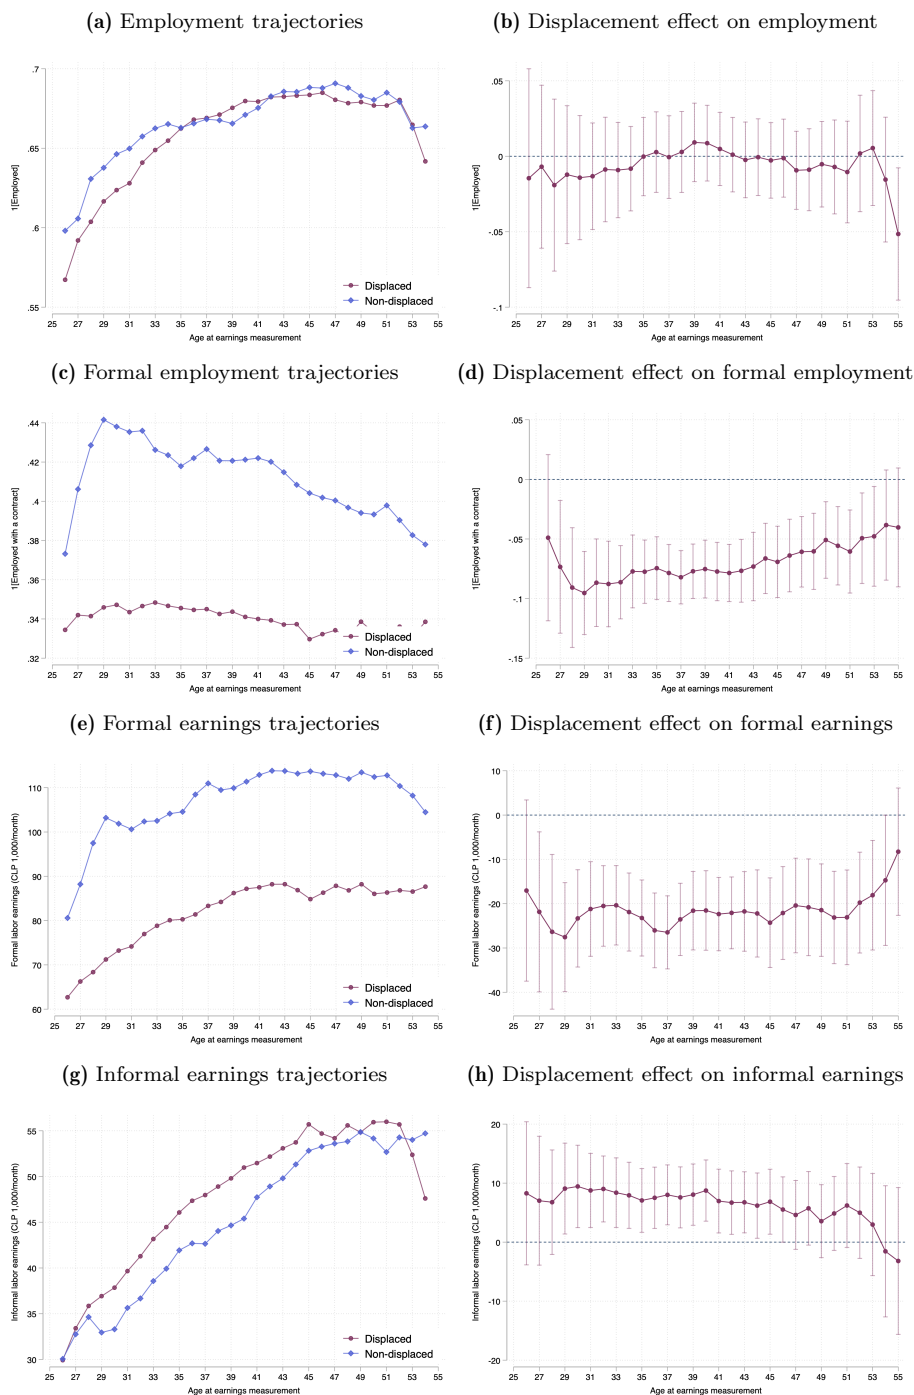 (a) Employment trajectories
.7
.65
.6
.55
1[Employed]
Displaced
Non-displaced
25 27 29 31 33 35 37 39 41 43 45 47 49 51 53 55
Age at earnings measurement
(b) Displacement effect on employment
.05
0
-.05
-.1
1[Employed]
25 27 29 31 33 35 37 39 41 43 45 47 49 51 53 55
Age at earnings measurement
(c) Formal employment trajectories
.44
.42
.4
.38
.36
.34
.32
1[Employed with a contract]
Displaced
Non-displaced
25 27 29 31 33 35 37 39 41 43 45 47 49 51 53 55
Age at earnings measurement
(d) Displacement effect on formal employment
.05
0
-.05
-.1
-.15
1[Employed with a contract]
25 27 29 31 33 35 37 39 41 43 45 47 49 51 53 55
Age at earnings measurement
(e) Formal earnings trajectories
110
100
90
80
70
60
Formal labor earnings (CLP 1,000/month)
Displaced
Non-displaced
25 27 29 31 33 35 37 39 41 43 45 47 49 51 53 55
Age at earnings measurement
(f) Displacement effect on formal earnings
10
0
-10
-20
-30
-40
Formal labor earnings (CLP 1,000/month)
25 27 29 31 33 35 37 39 41 43 45 47 49 51 53 55
Age at earnings measurement
(g) Informal earnings trajectories
55
50
45
40
35
30
Informal labor earnings (CLP 1,000/month)
Displaced
Non-displaced
25 27 29 31 33 35 37 39 41 43 45 47 49 51 53 55
Age at earnings measurement
(h) Displacement effect on informal earnings
20
10
0
-10
-20
Informal labor earnings (CLP 1,000/month)
25 27 29 31 33 35 37 39 41 43 45 47 49 51 53 55
Age at earnings measurement